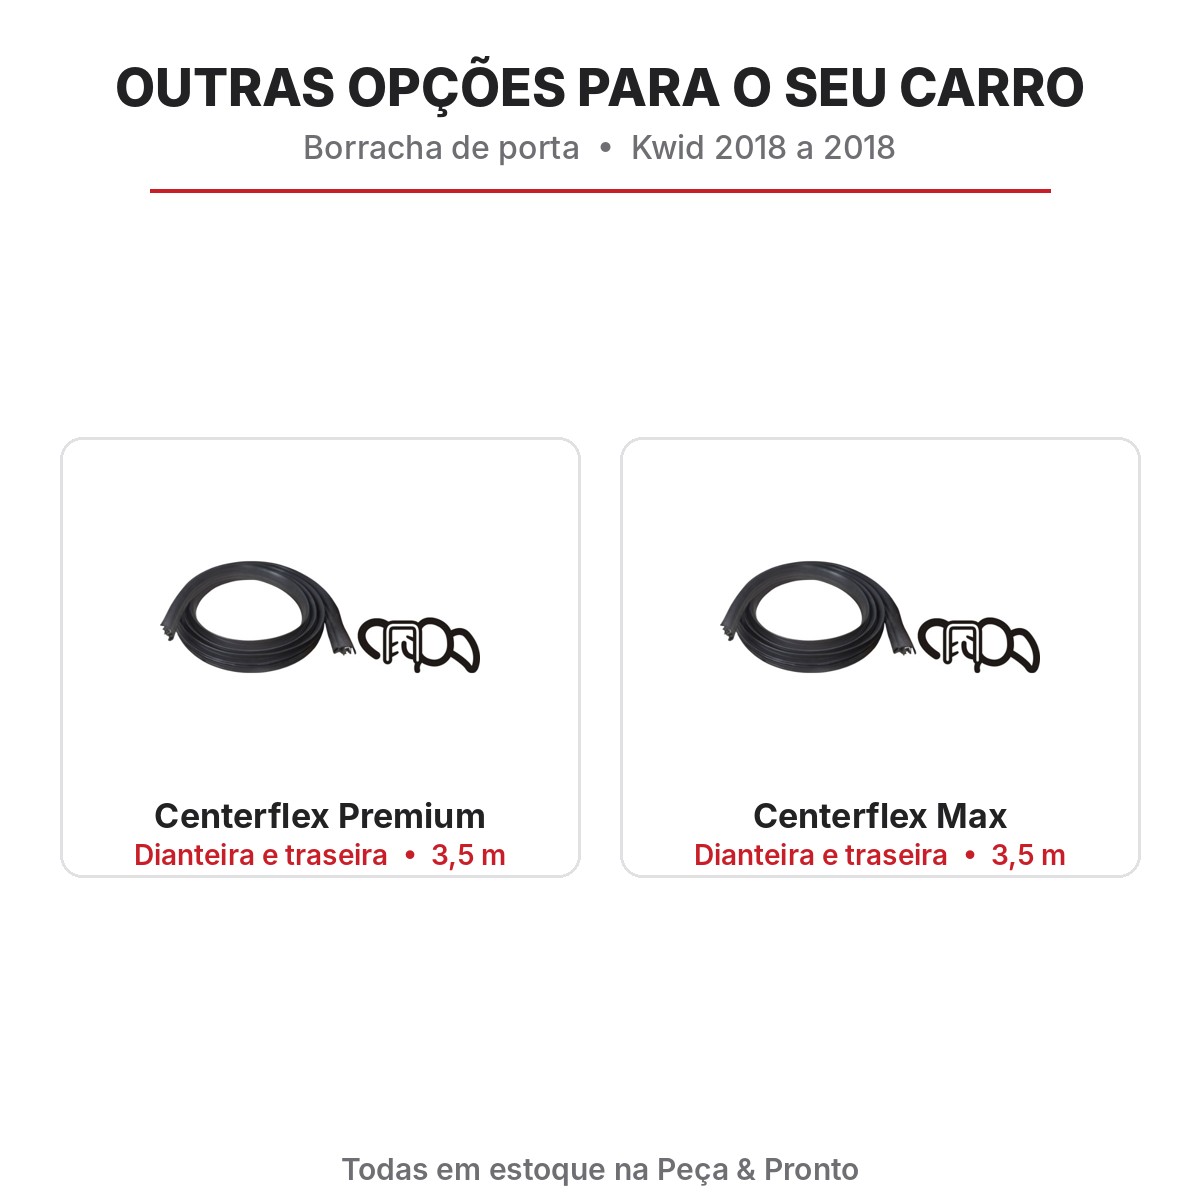 OUTRAS OPÇÕES PARA O SEU CARRO
Borracha de porta • Kwid 2018 a 2018
Centerflex Premium
Dianteira e traseira • 3,5 m
Centerflex Max
Dianteira e traseira • 3,5 m
Todas em estoque na Peça & Pronto